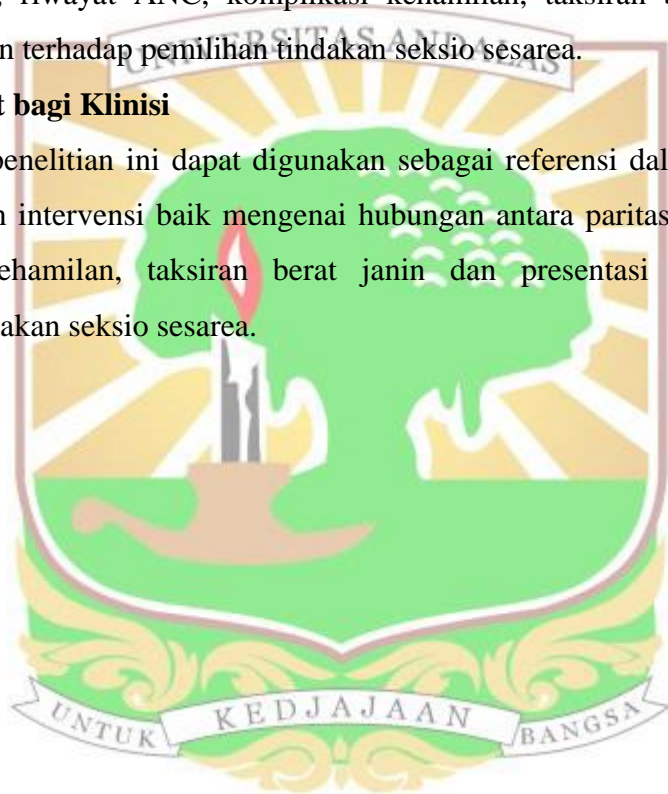 riwayat ANC, komplikasi kehamilan, taksiran
n terhadap pemilihan tindakan seksio sesarea.
UNIVERSITAS ANDALAS
t bagi Klinisi
penelitian ini dapat digunakan sebagai referensi dal
n intervensi baik mengenai hubungan antara paritas
ehamilan, taksiran berat janin dan presentasi
akan seksio sesarea.
UNTUK KEDJAJAAN BANGSA